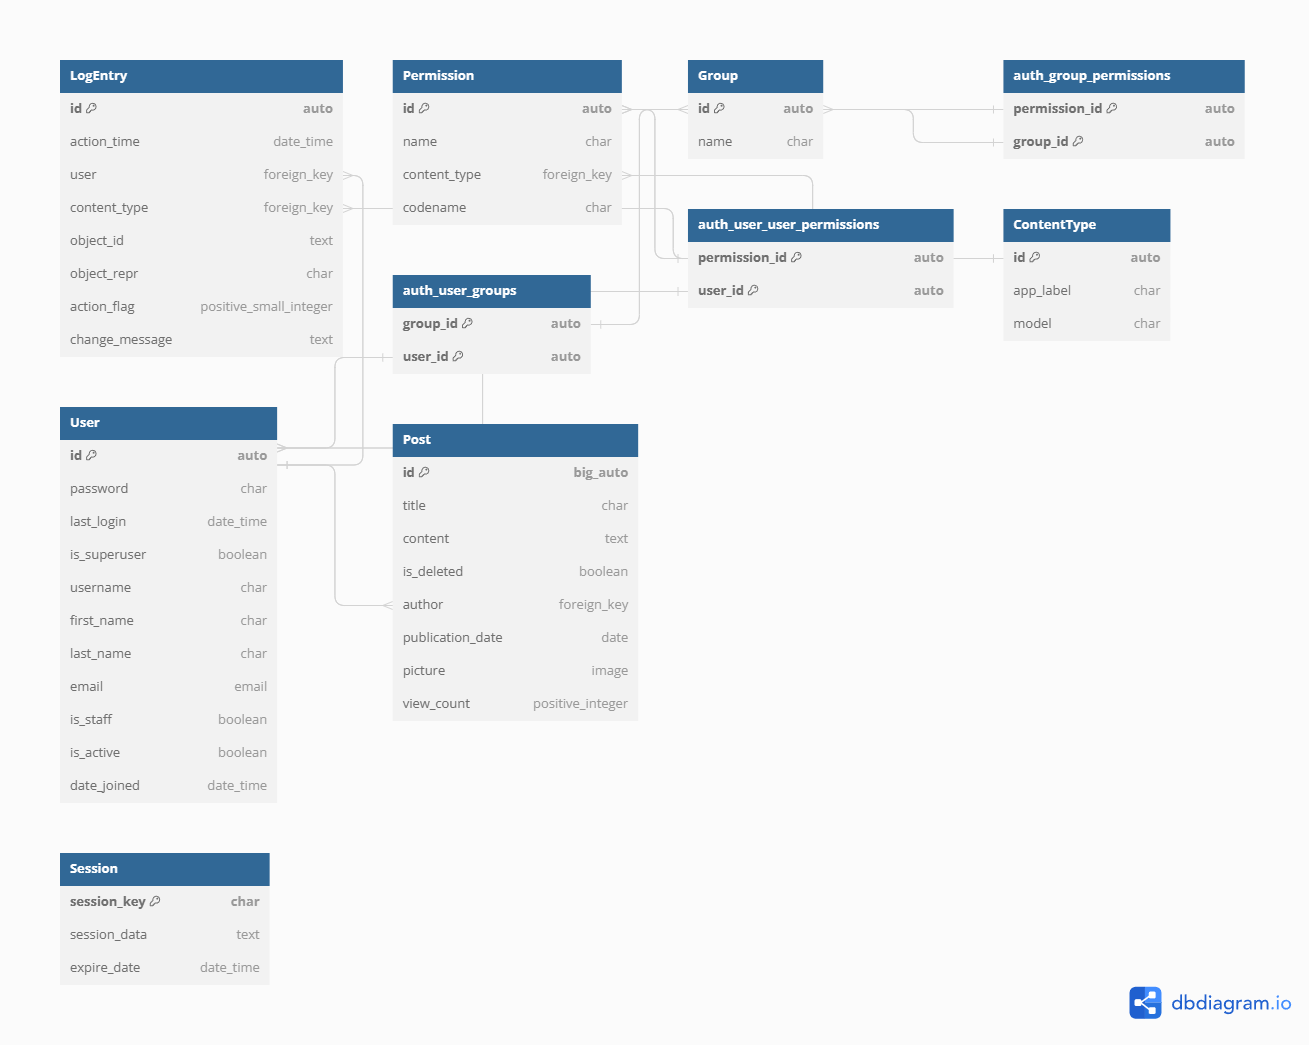 LogEntry
id auto
action_time date_time
user foreign_key
content_type foreign_key
object_id text
object_repr char
action_flag positive_small_integer
change_message text
Permission
id auto
name char
content_type foreign_key
codename char
Group
id auto
name char
auth_group_permissions
permission_id auto
group_id auto
auth_user_user_permissions
permission_id auto
user_id auto
ContentType
id auto
app_label char
model char
auth_user_groups
group_id auto
user_id auto
User
id auto
password char
last_login date_time
is_superuser boolean
username char
first_name char
last_name char
email email
is_staff boolean
is_active boolean
date_joined date_time
Post
id big_auto
title char
content text
is_deleted boolean
author foreign_key
publication_date date
picture image
view_count positive_integer
Session
session_key char
session_data text
expire_date date_time
dbdiagram.io